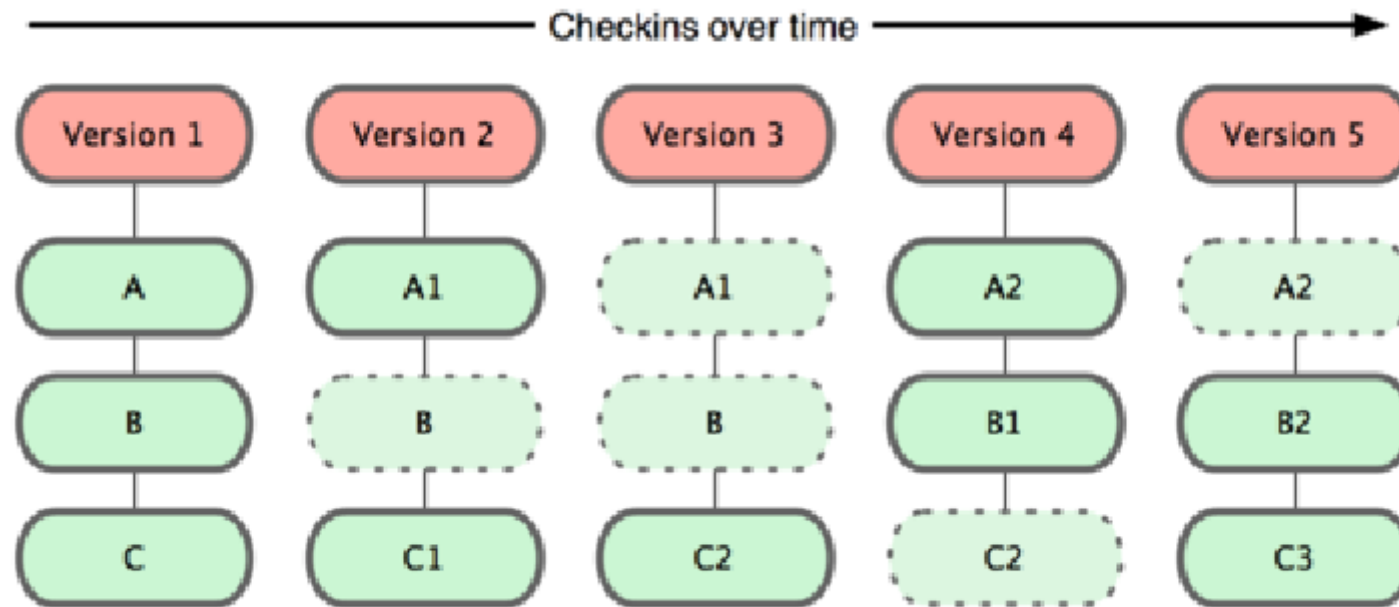 Checkins over time
Version 1 Version 2 Version 3 Version 4 Version 5
A A1 A1 A2 A2
B B B B1 B2
C C1 C2 C2 C3